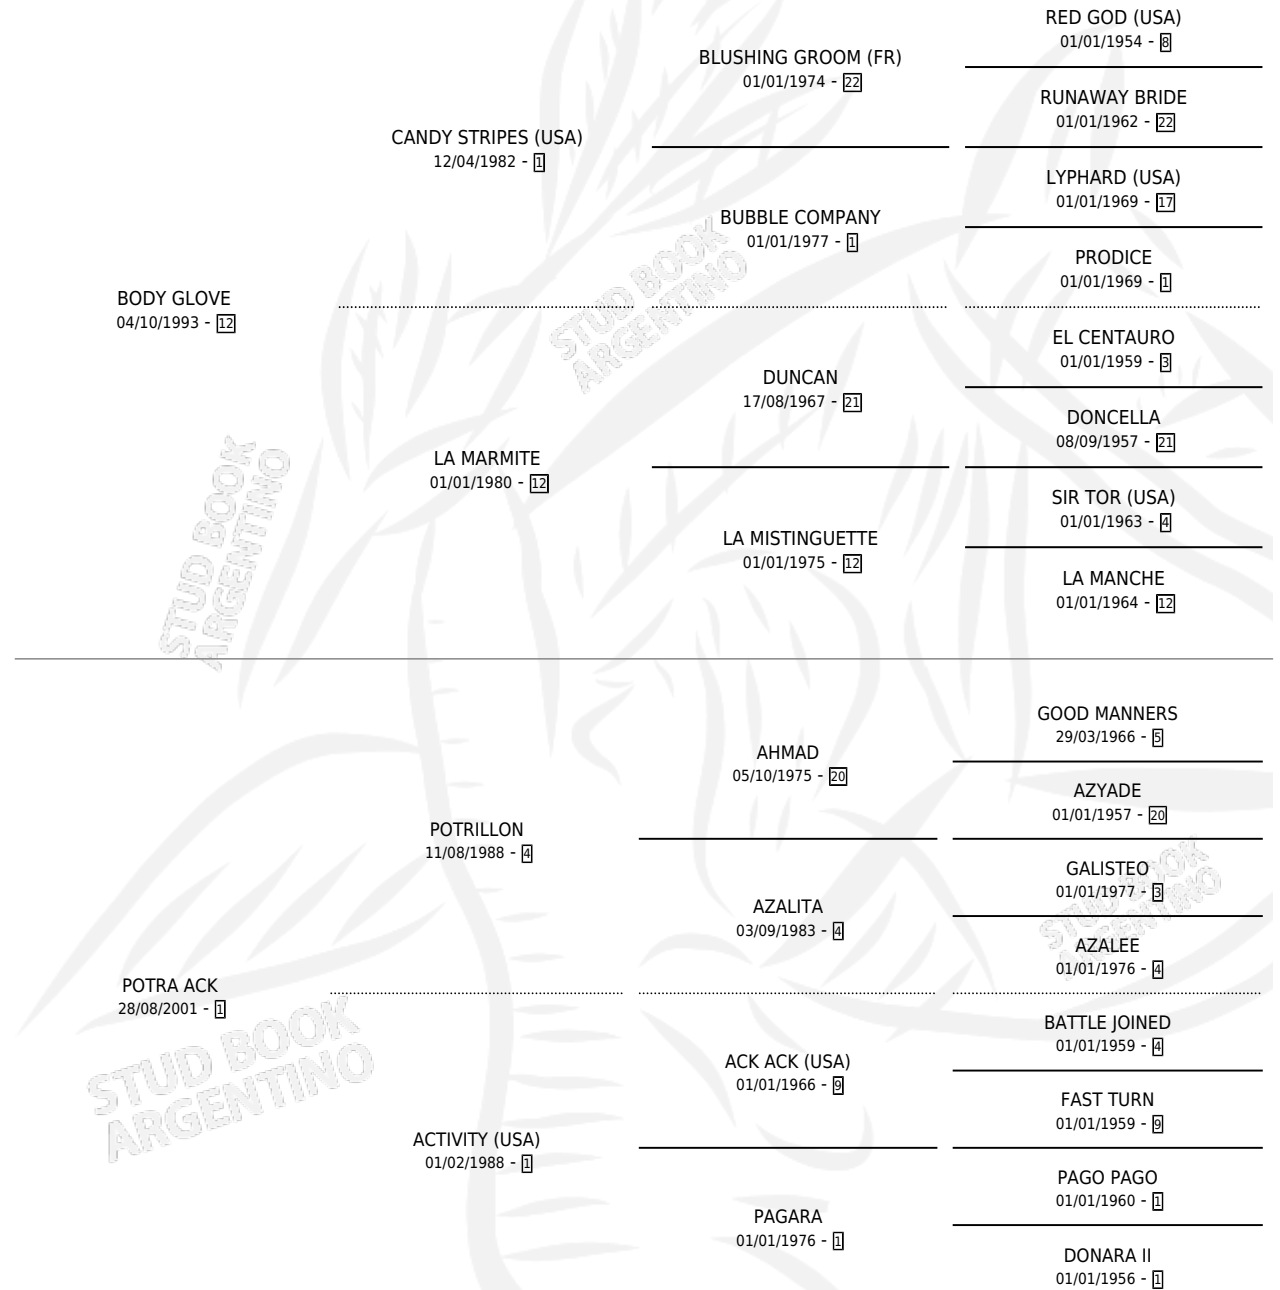 RED GOD (USA)
01/01/1954 - 8
BLUSHING GROOM (FR)
01/01/1974 - 22
RUNAWAY BRIDE
01/01/1962 - 22
CANDY STRIPES (USA)
12/04/1982 - 1
LYPHARD (USA)
01/01/1969 - 17
BUBBLE COMPANY
01/01/1977 - 1
PRODICE
01/01/1969 - 1
BODY GLOVE
04/10/1993 - 12
EL CENTAURO
01/01/1959 - 3
DUNCAN
17/08/1967 - 21
DONCELLA
08/09/1957 - 21
LA MARMITE
01/01/1980 - 12
SIR TOR (USA)
01/01/1963 - 4
LA MISTINGUETTE
01/01/1975 - 12
LA MANCHE
01/01/1964 - 12
STUD BOOK
ARGENTINO
STUD BOOK
ARGENTINO
GOOD MANNERS
29/03/1966 - 5
AHMAD
05/10/1975 - 20
AZYADE
01/01/1957 - 20
POTRILLON
11/08/1988 - 4
GALISTEO
01/01/1977 - 3
AZALITA
03/09/1983 - 4
AZALEE
01/01/1976 - 4
POTRA ACK
28/08/2001 - 1
BATTLE JOINED
01/01/1959 - 4
ACK ACK (USA)
01/01/1966 - 9
FAST TURN
01/01/1959 - 9
ACTIVITY (USA)
01/02/1988 - 1
PAGO PAGO
01/01/1960 - 1
PAGARA
01/01/1976 - 1
DONARA II
01/01/1956 - 1
STUD BOOK
ARGENTINO
STUD BOOK
ARGENTINO